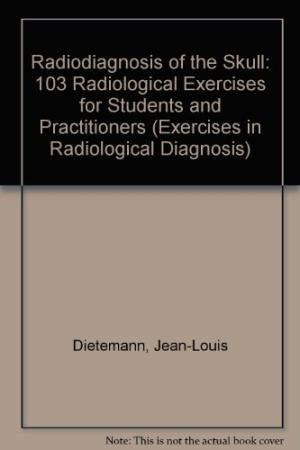 Radiodiagnosis of the Skull:
103 Radiological Exercises
for Students and
Practitioners (Exercises in
Radiological Diagnosis)
Dietemann, Jean-Louis
Note: This is not the actual book cover